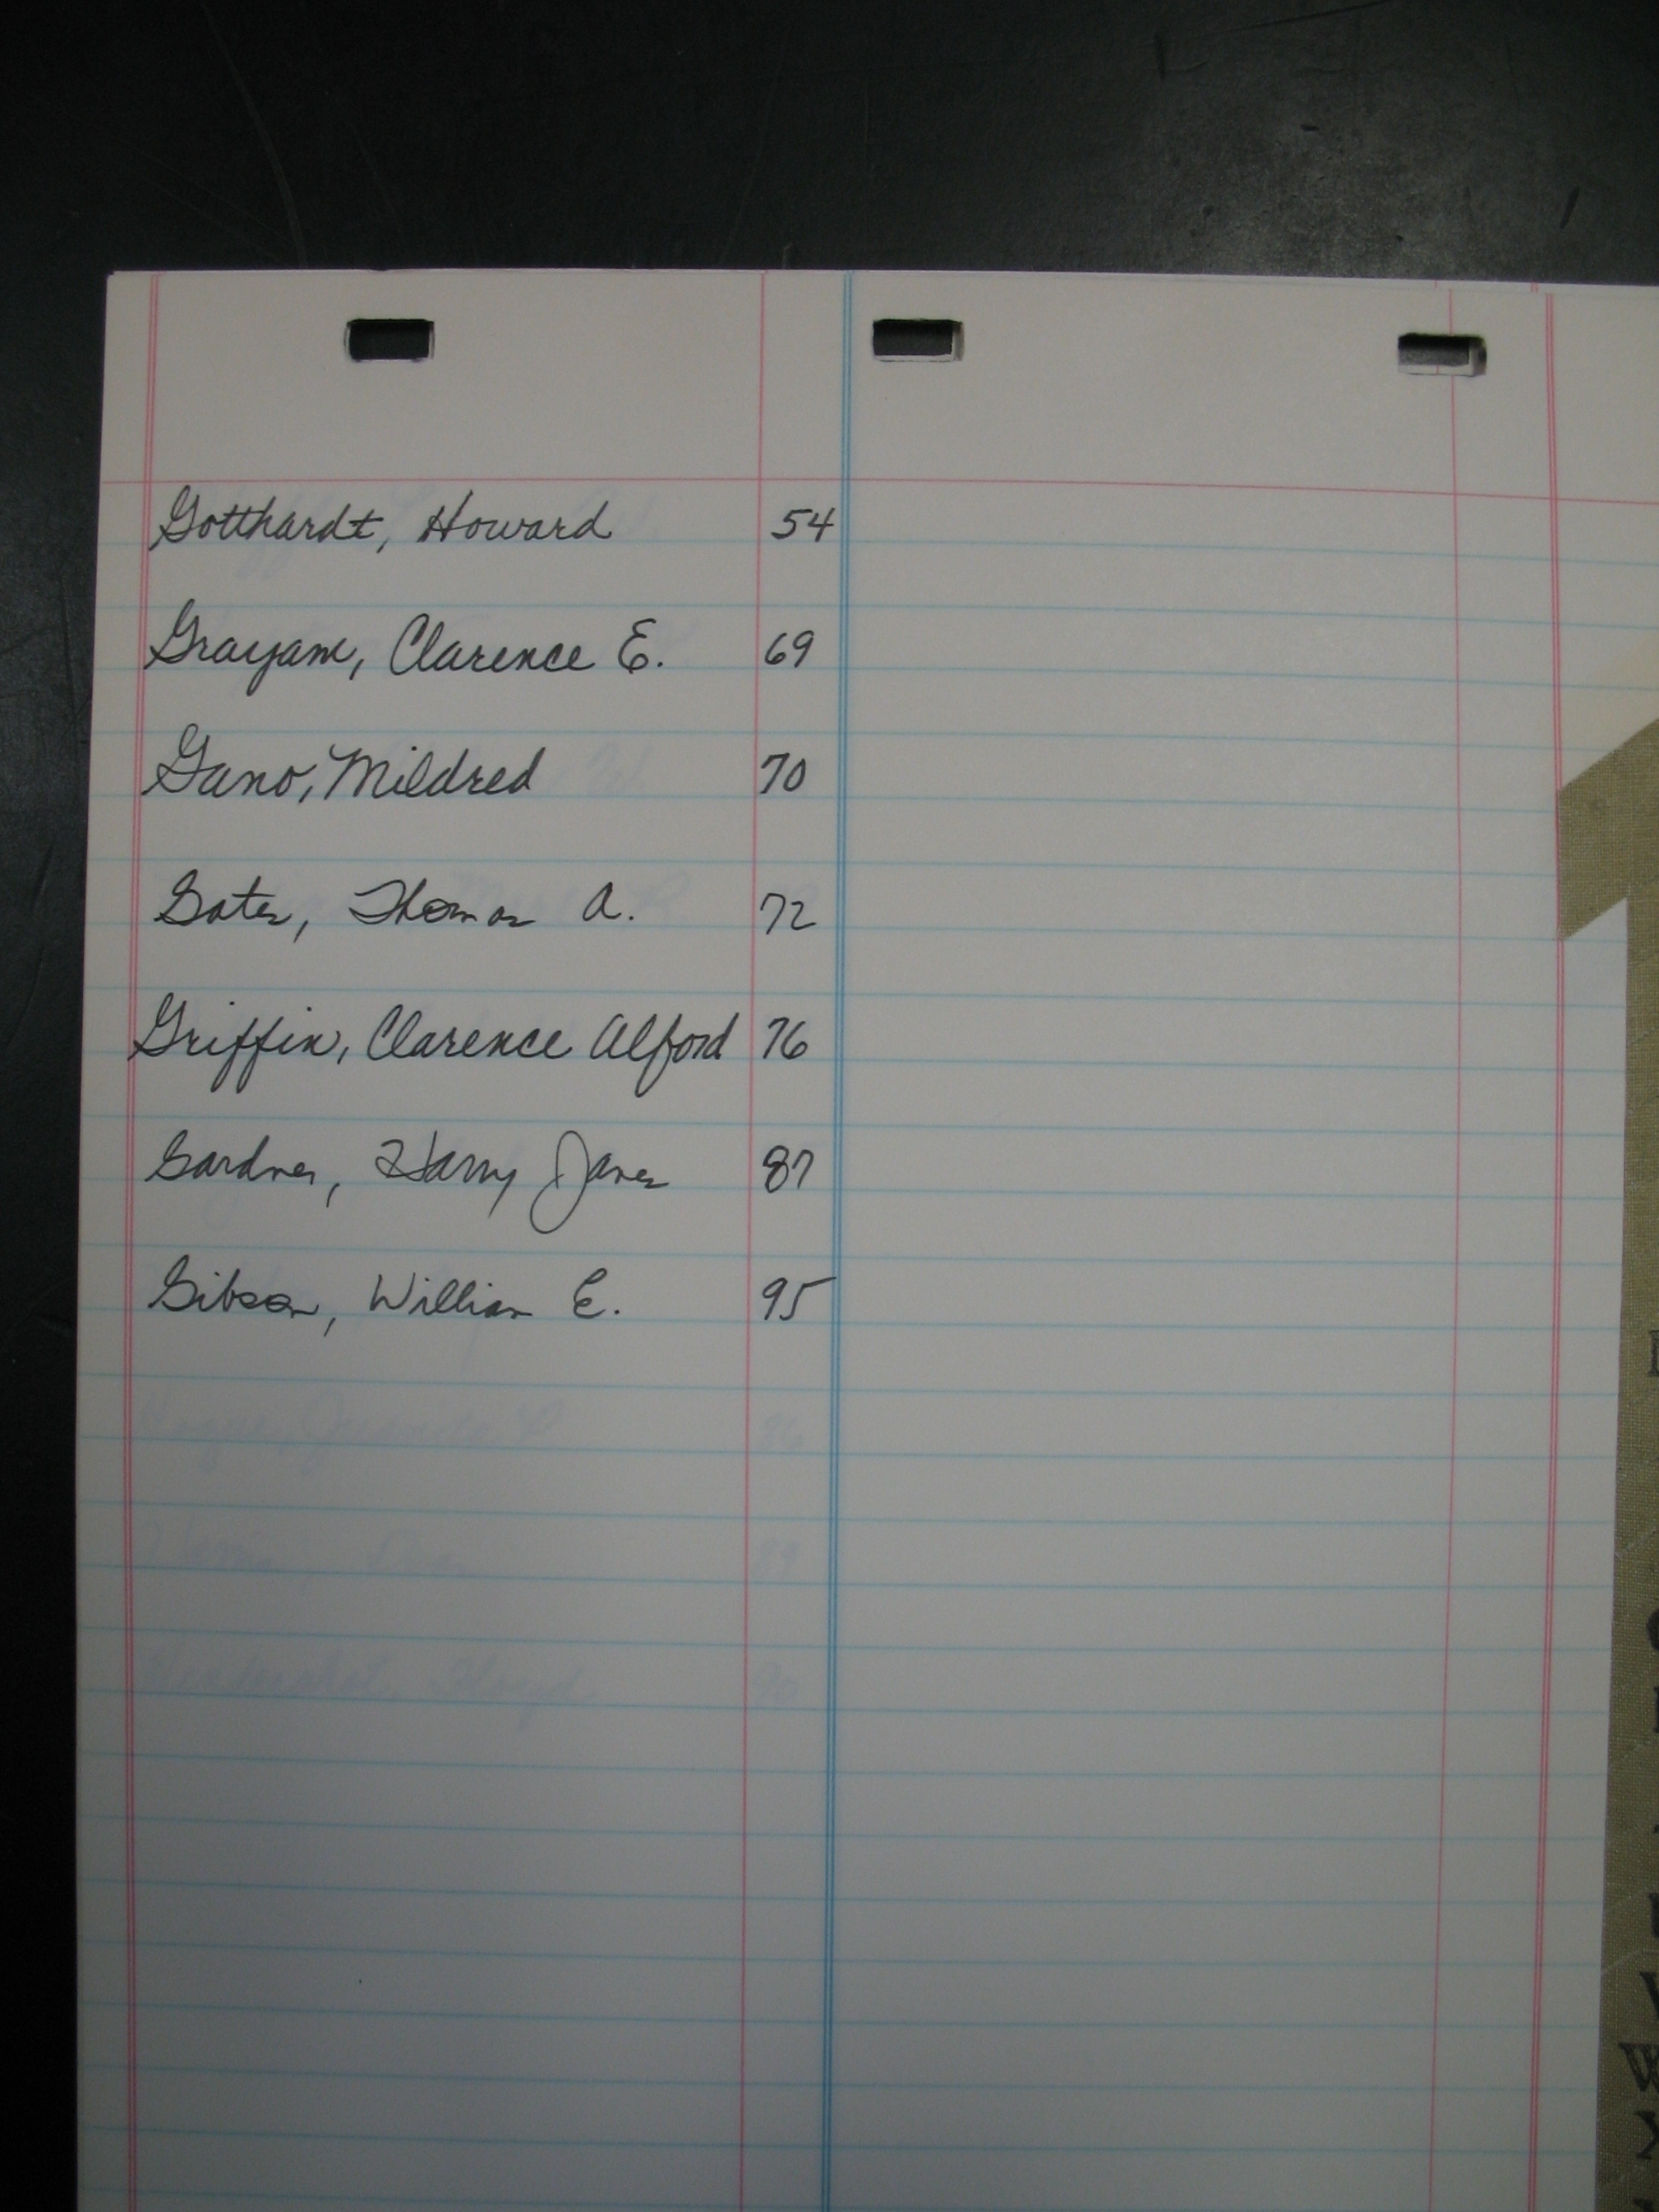 Gotthardt, Howard 54
Grayam, Clarence E. 69
Gano, Mildred 70
Gates, Thomas A. 72
Griffin, Clarence Alford 76
Gardner, Harry James 87
Gibson, William E. 95